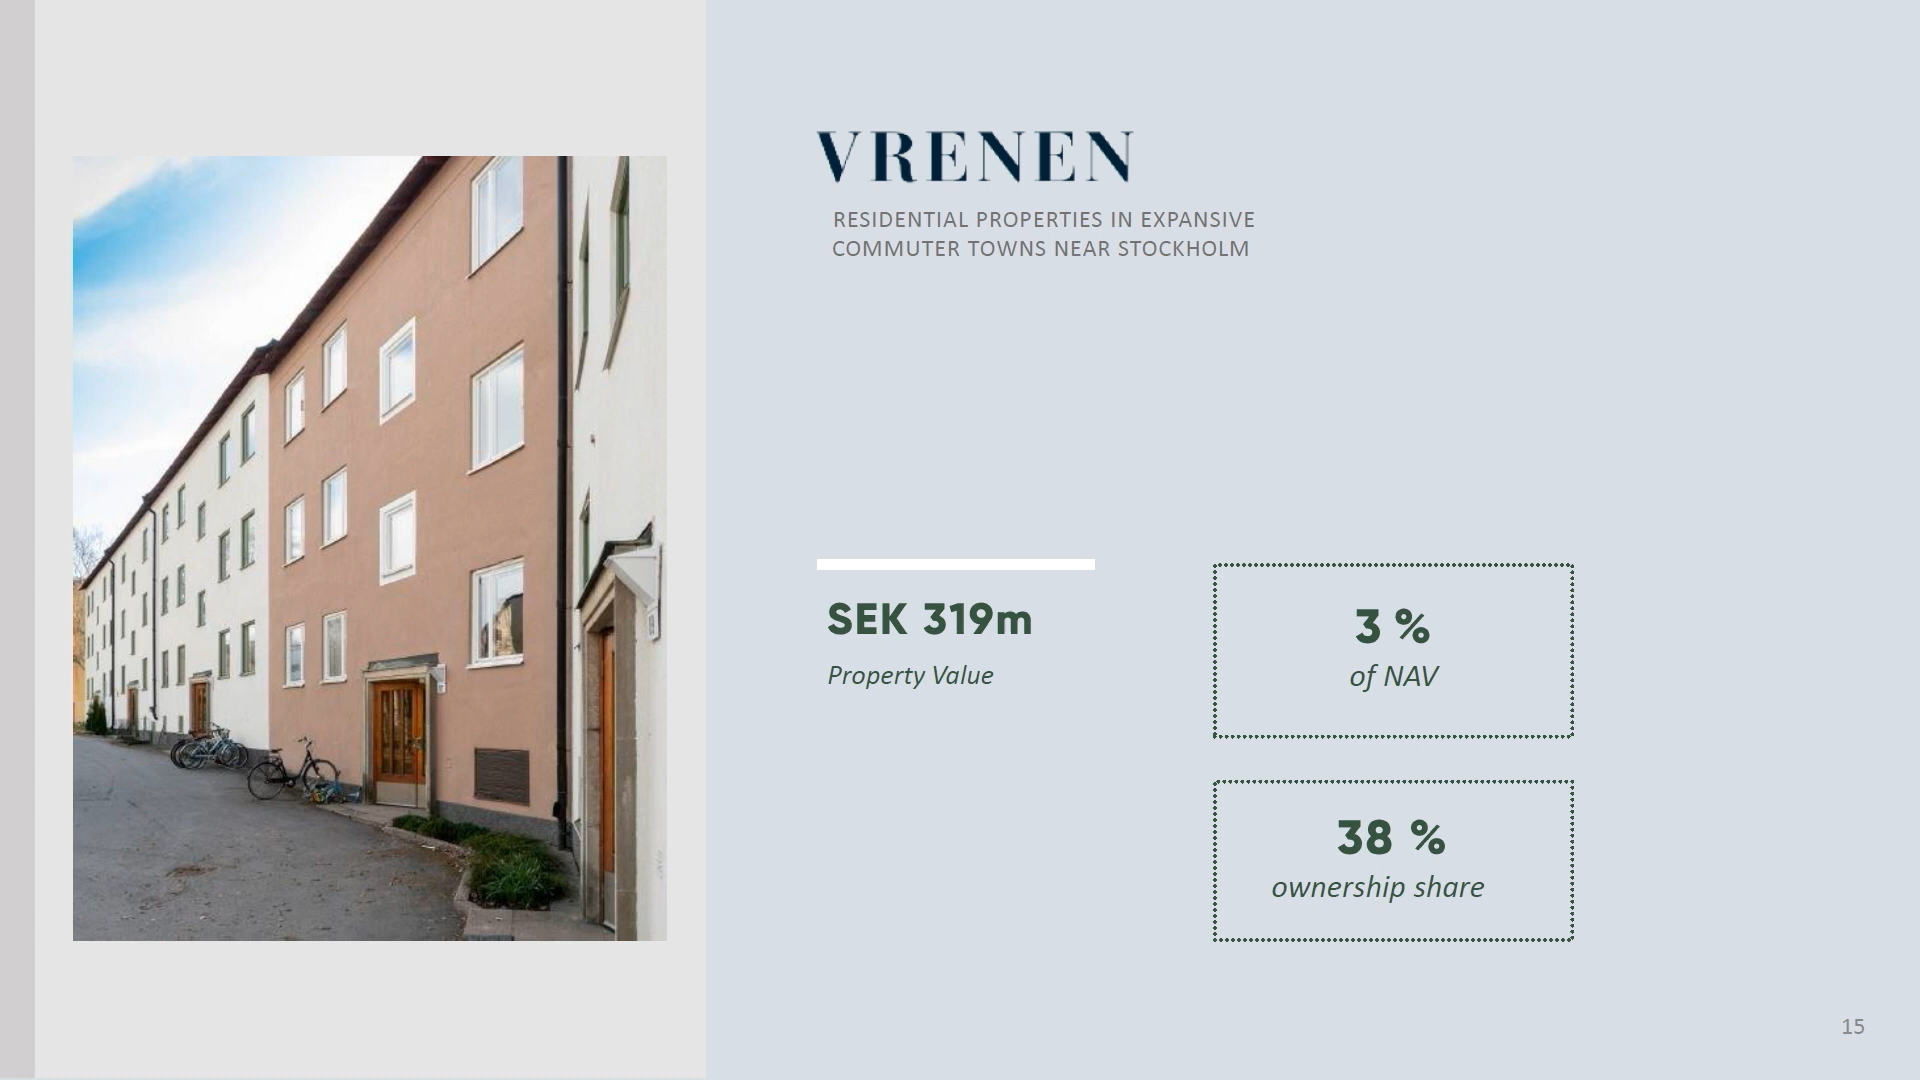 VRENEN
RESIDENTIAL PROPERTIES IN EXPANSIVE
COMMUTER TOWNS NEAR STOCKHOLM
SEK 319m
Property Value
3 %
of NAV
38 %
ownership share
15